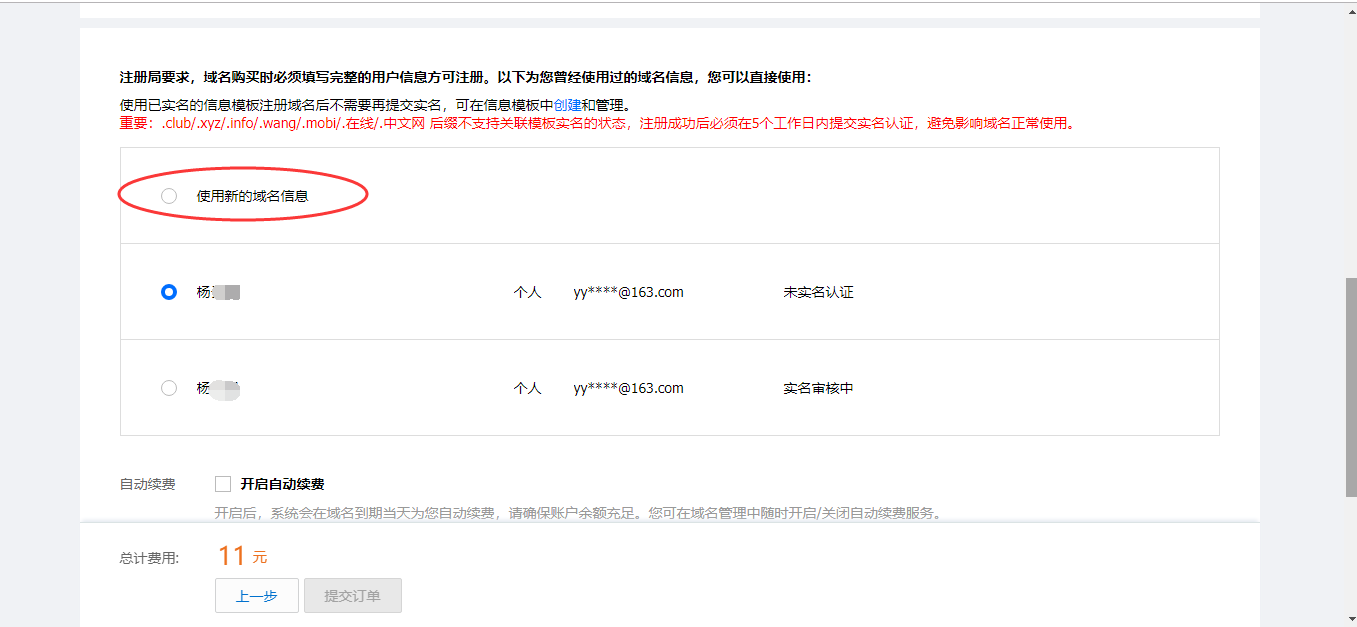 注册局要求，域名购买时必须填写完整的用户信息方可注册。以下为您曾经使用过的域名信息，您可以直接使用：
使用已实名的信息模板注册域名后不需要再提交实名，可在信息模板中创建和管理。
重要：.club/.xyz/.info/.wang/.mobi/.在线/.中文网 后缀不支持关联模板实名的状态，注册成功后必须在5个工作日内提交实名认证，避免影响域名正常使用。
使用新的域名信息
杨 个人 yy****@163.com 未实名认证
杨 个人 yy****@163.com 实名审核中
自动续费 开启自动续费
开启后，系统会在域名到期当天为您自动续费，请确保账户余额充足。您可在域名管理中随时开启/关闭自动续费服务。
总计费用: 11 元
上一步 提交订单